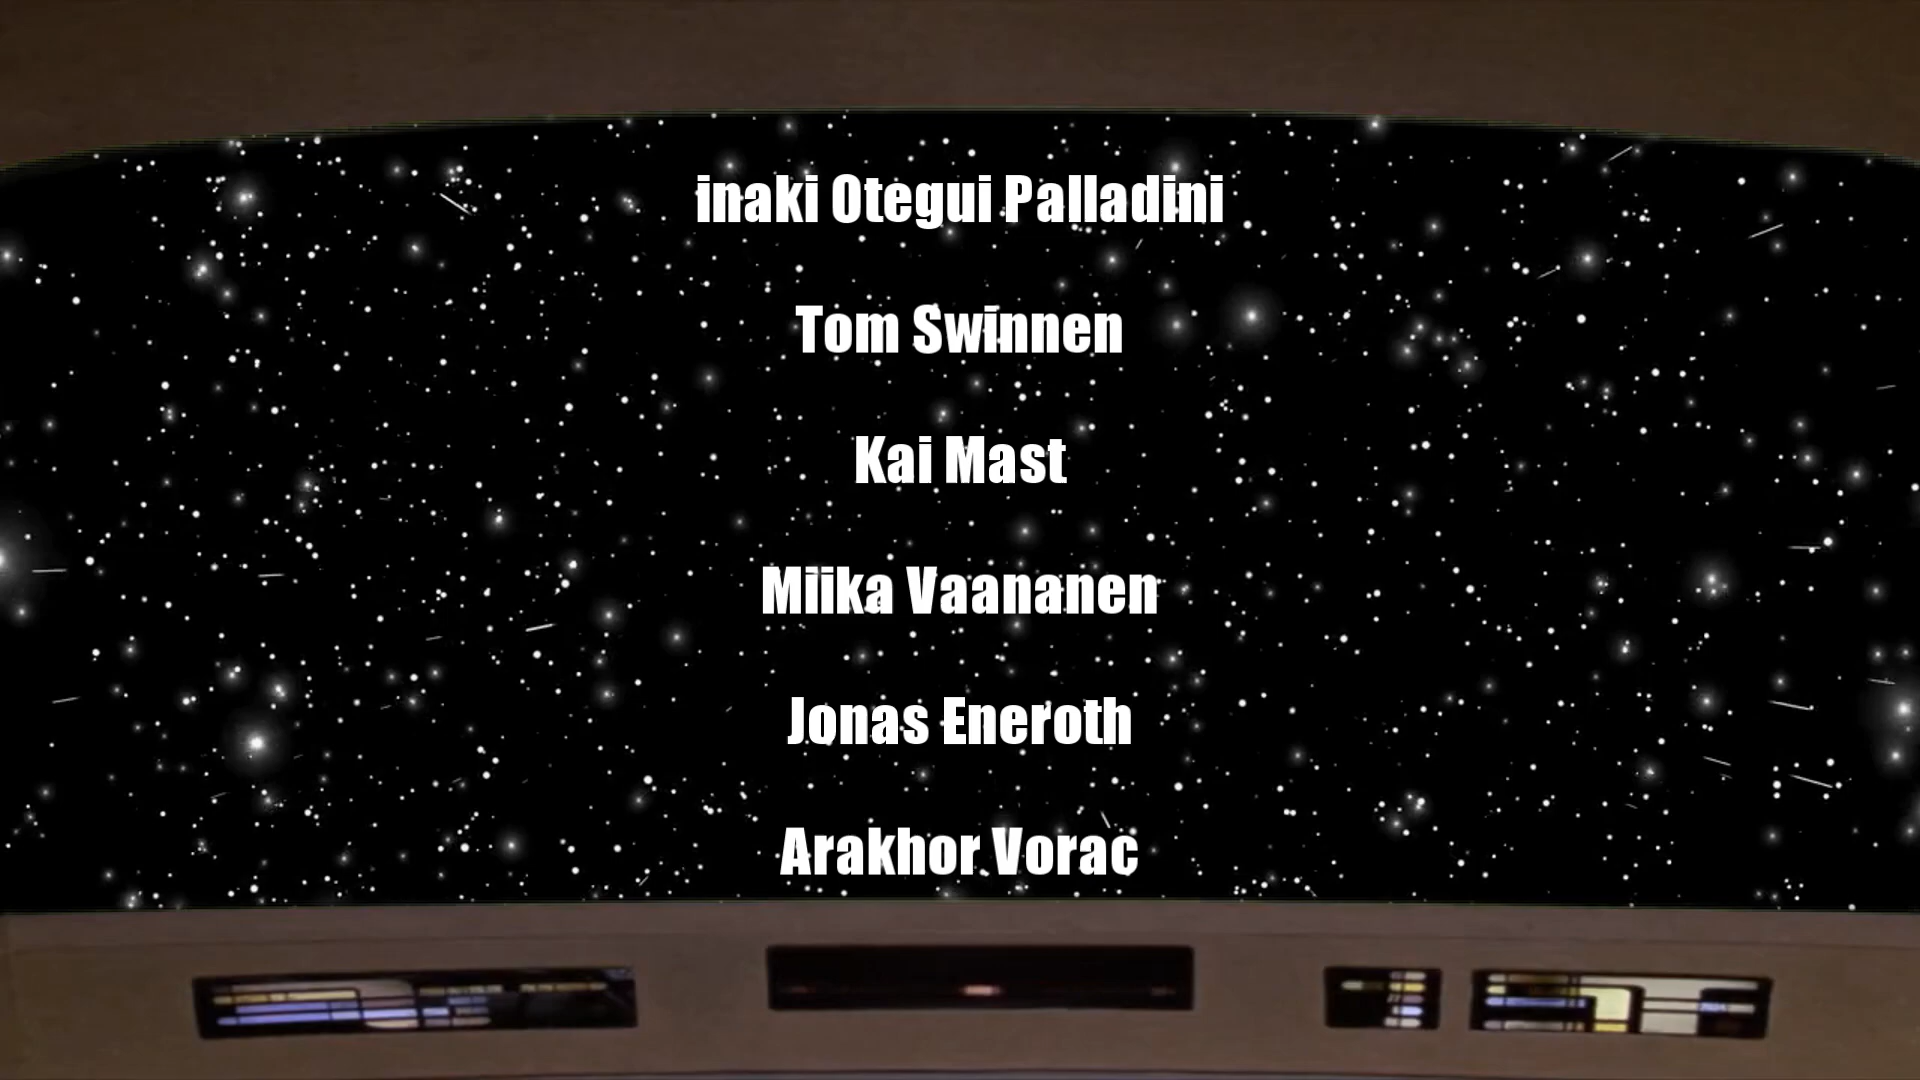 inaki Otegui Palladini
Tom Swinnen
Kai Mast
Miika Vaananen
Jonas Eneroth
Arakhor Vorac